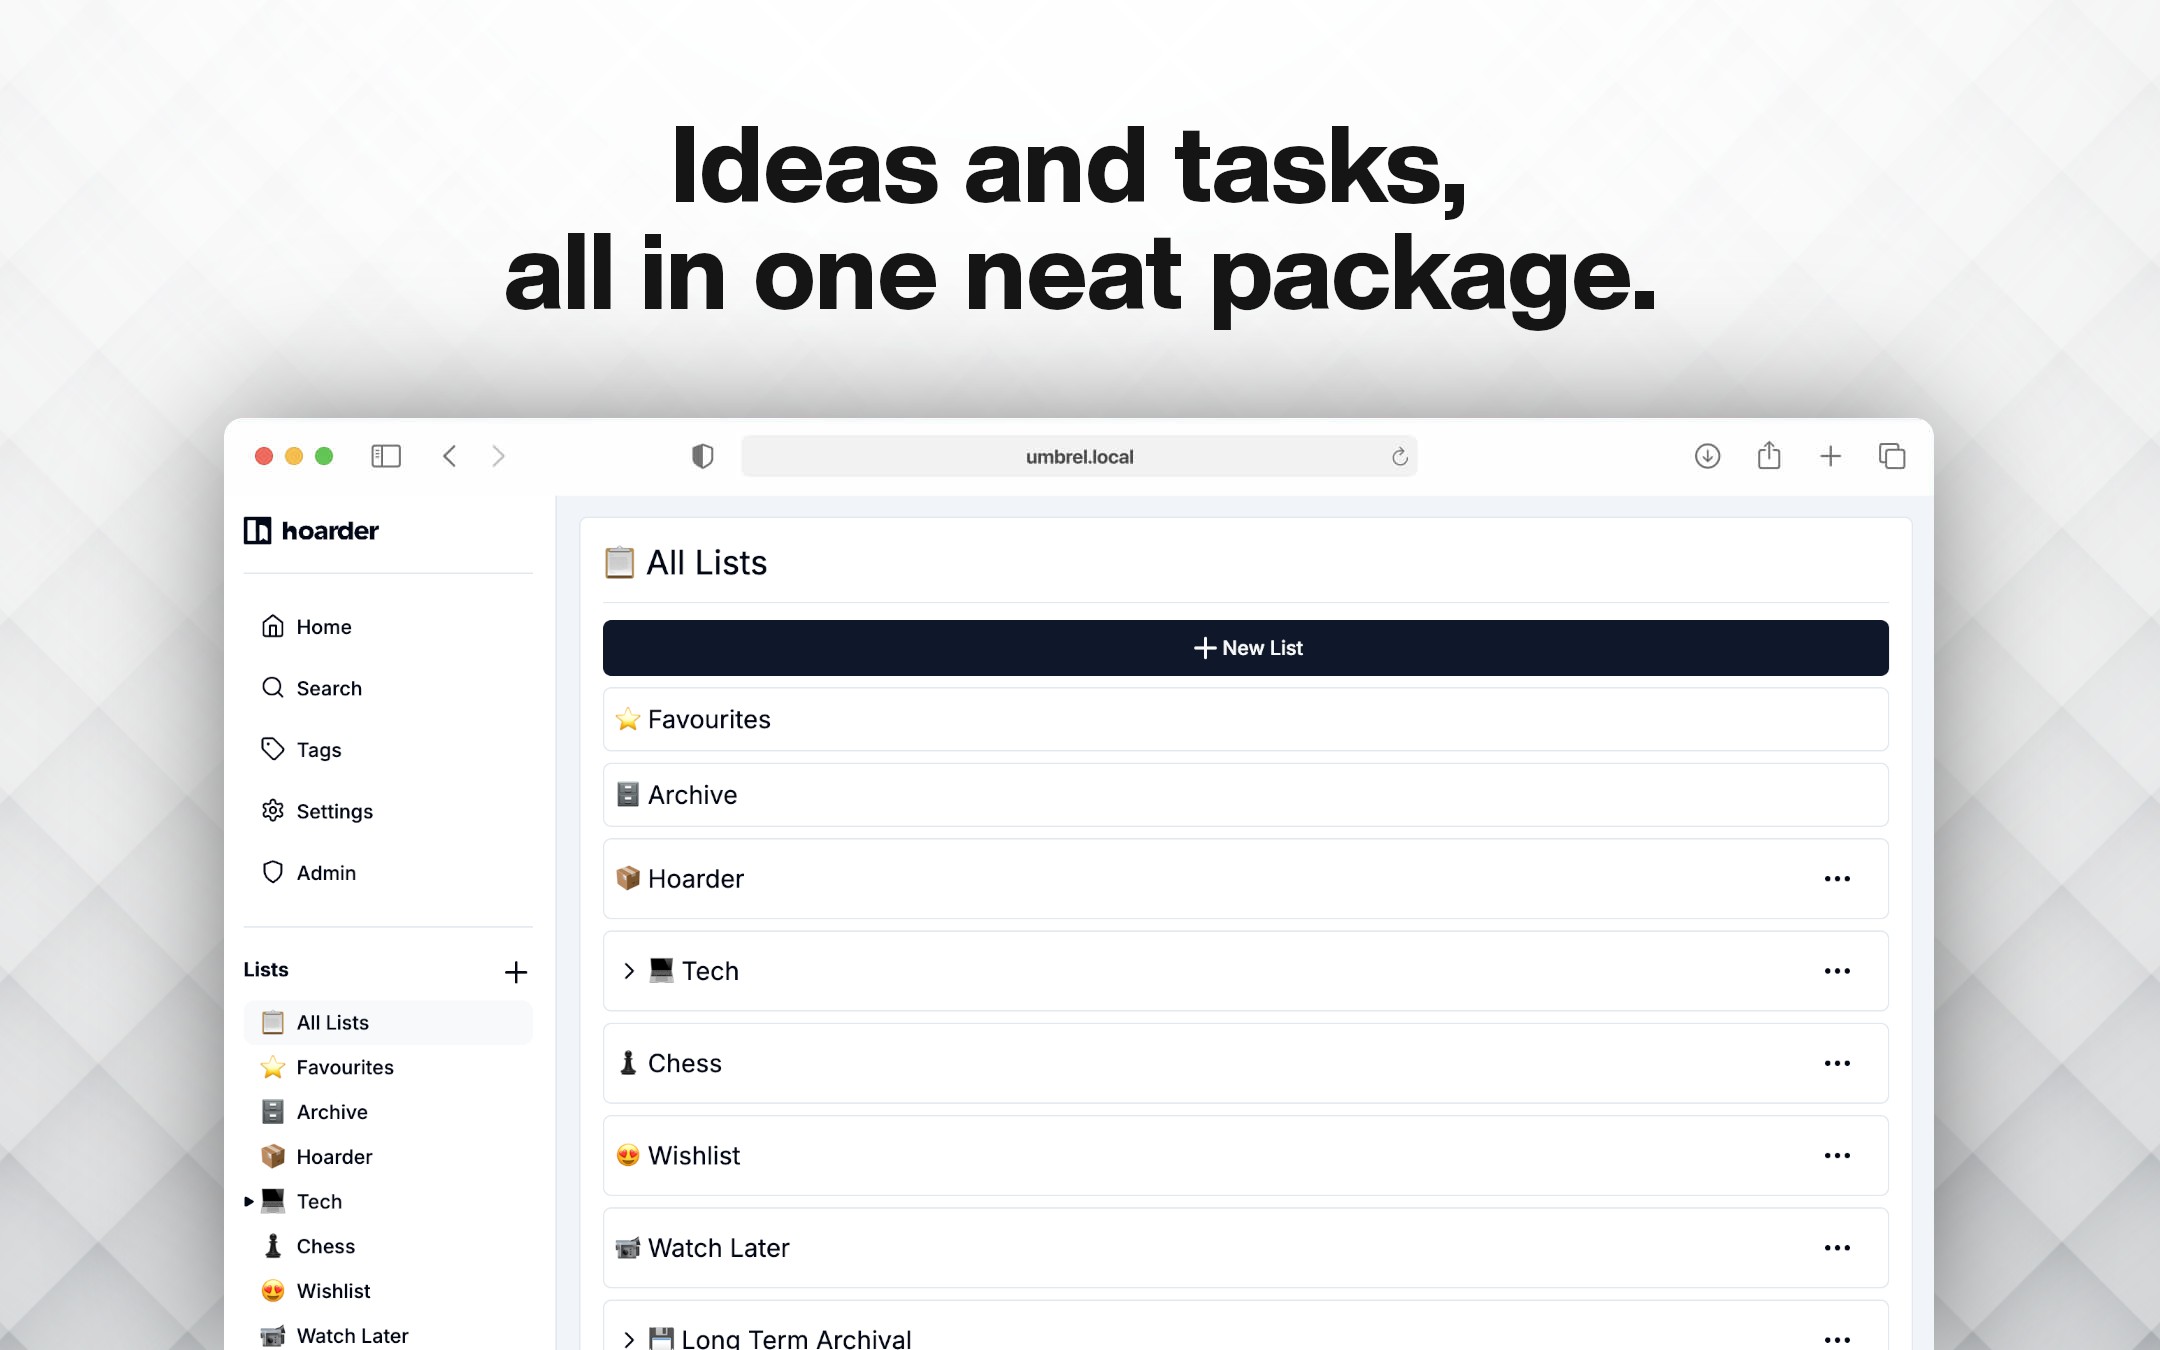 Ideas and tasks,
all in one neat package.
umbrel.local
hoarder
Home
Search
Tags
Settings
Admin
Lists
All Lists
Favourites
Archive
Hoarder
Tech
Chess
Wishlist
Watch Later
All Lists
New List
Favourites
Archive
Hoarder
Tech
Chess
Wishlist
Watch Later
Long Term Archival